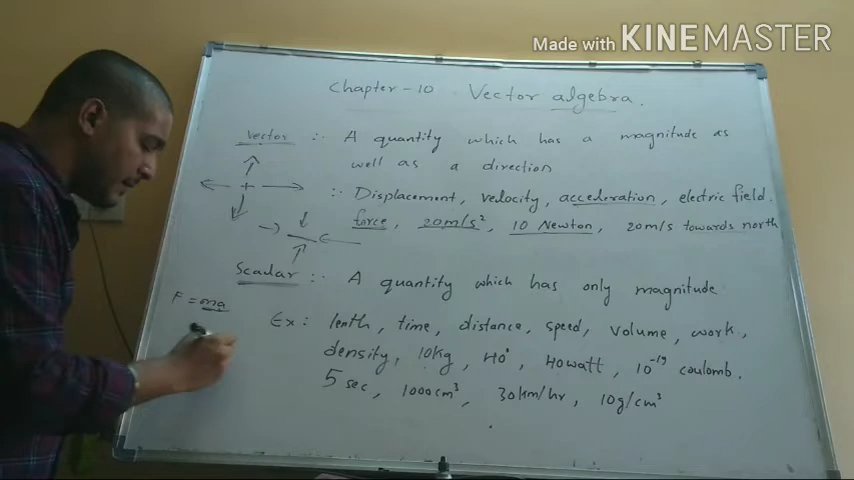 Made with KINEMASTER
Chapter-10 Vector algebra.
Vector :: A quantity which has a magnitude as
well as a direction
:: Displacement, velocity, acceleration, electric field.
force, 20m/s², 10 Newton, 20m/s towards north
Scalar :: A quantity which has only magnitude
F = ma
Ex: lenth, time, distance, speed, volume, work,
density, 10kg, 40°, 40watt, 10⁻¹⁹ coulomb.
5 sec, 1000cm³, 30km/hr, 10g/cm³